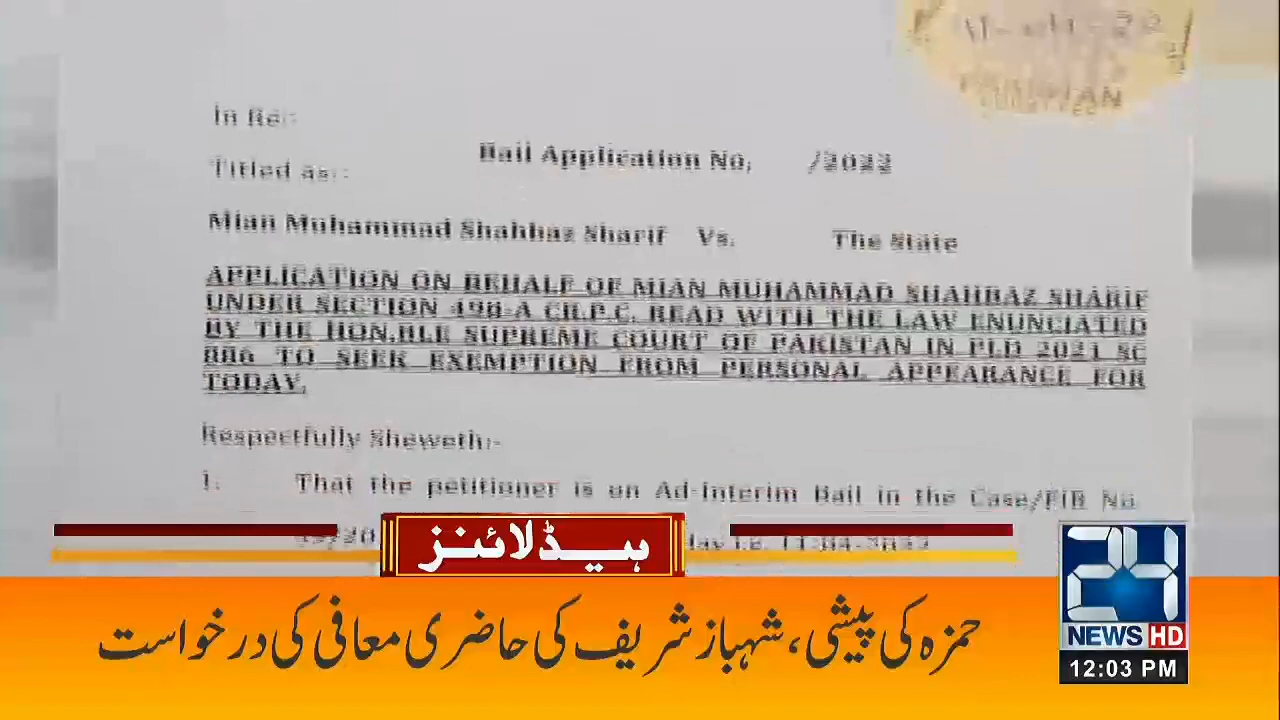 In Re:-
Bail Application No. /2022
Titled as:-
Mian Muhammad Shahbaz Sharif Vs. The State
APPLICATION ON BEHALF OF MIAN MUHAMMAD SHAHBAZ SHARIF
UNDER SECTION 498-A CR.P.C. READ WITH THE LAW ENUNCIATED
BY THE HON.BLE SUPREME COURT OF PAKISTAN IN PLD 2021 SC
886 TO SEEK EXEMPTION FROM PERSONAL APPEARANCE FOR
TODAY.
Respectfully Sheweth:-
1. That the petitioner is on Ad-Interim Bail in the Case/FIR No.
ہیڈلائنز
حمزہ کی پیشی، شہباز شریف کی حاضری معافی کی درخواست
24
NEWS HD
12:03 PM